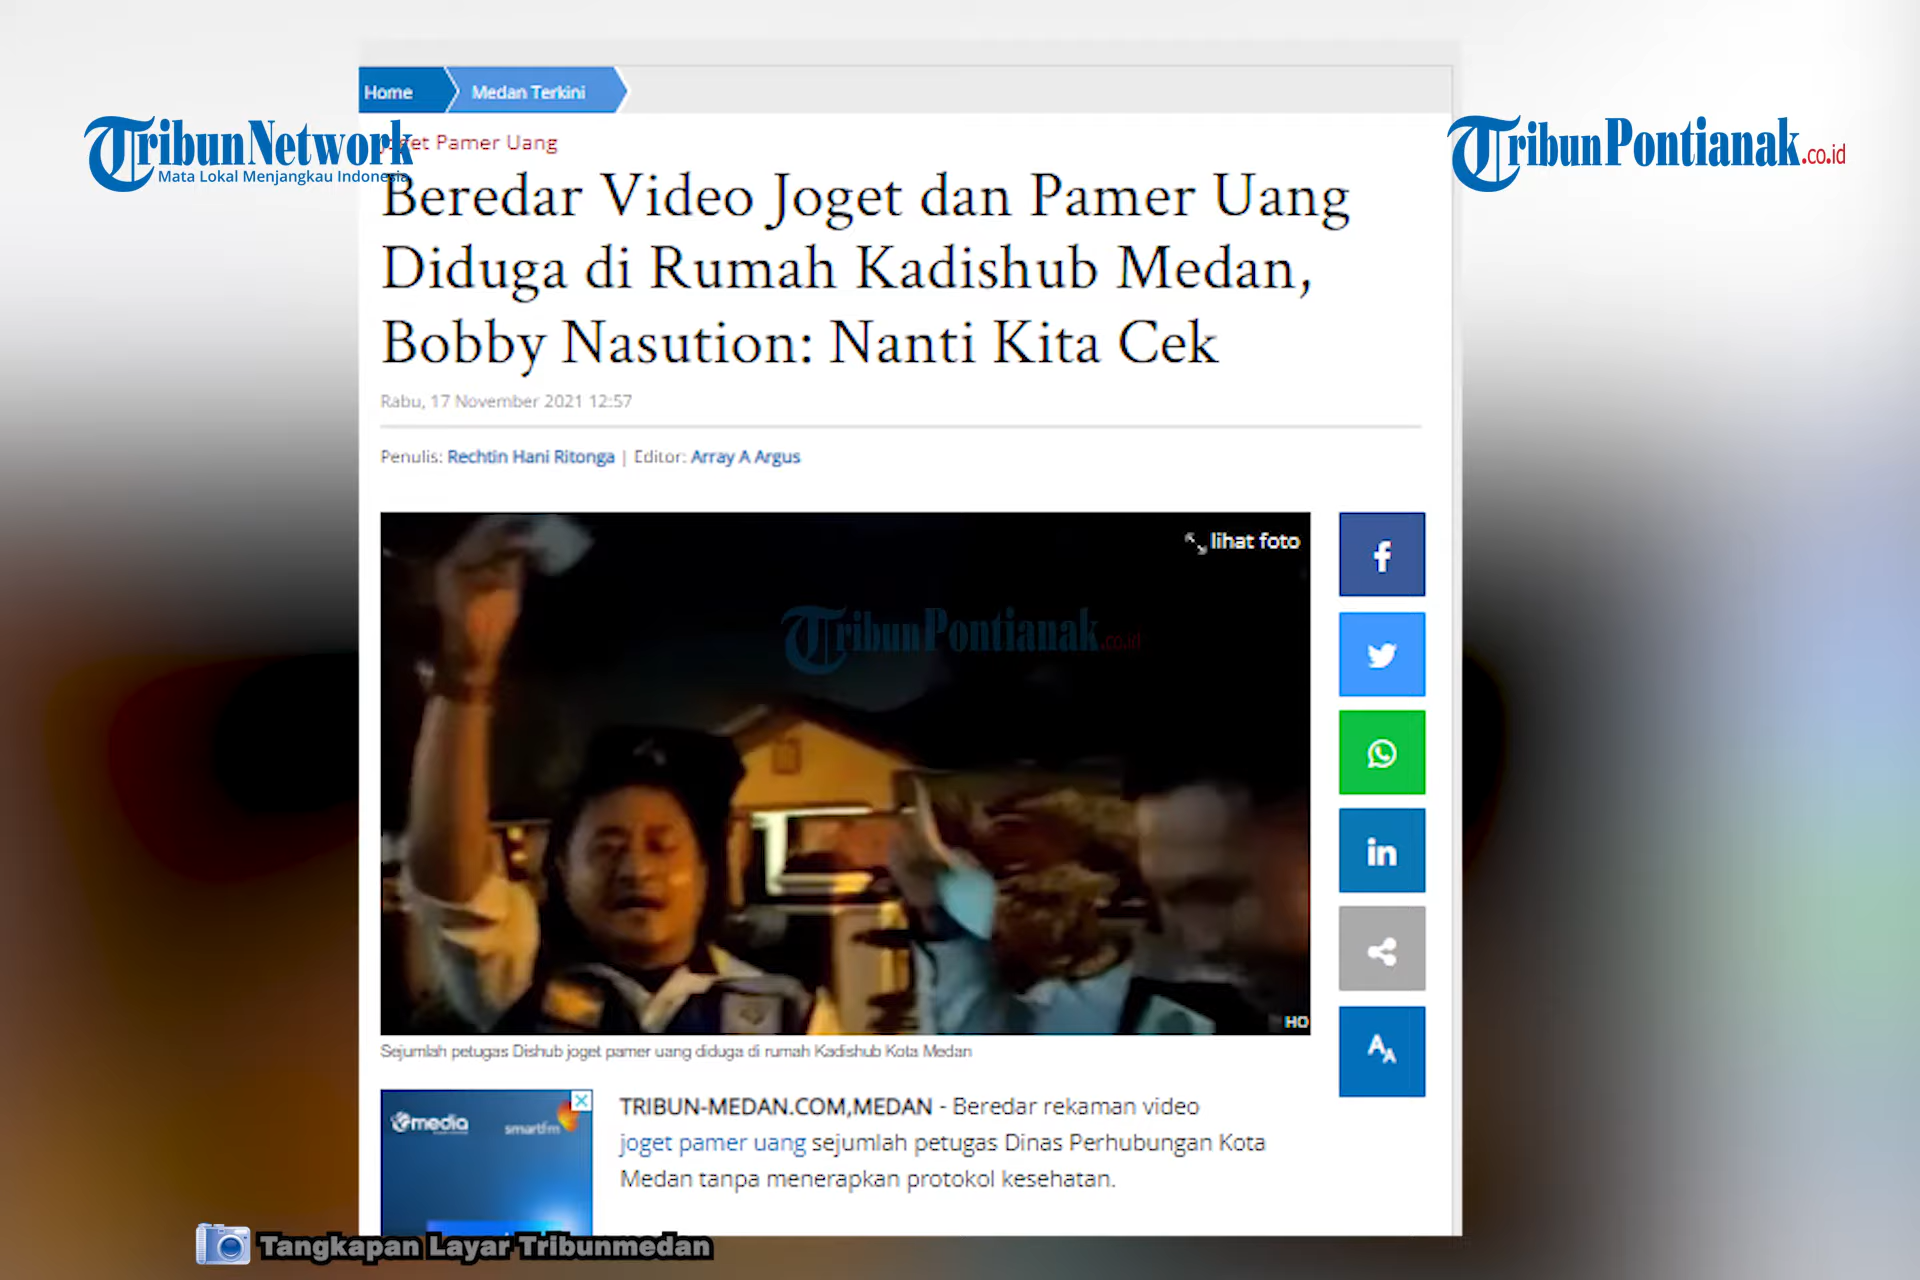 Home
Medan Terkini
TribunNetwork
Mata Lokal Menjangkau Indonesia
TribunPontianak.co.id
Joget Pamer Uang
Beredar Video Joget dan Pamer Uang
Diduga di Rumah Kadishub Medan,
Bobby Nasution: Nanti Kita Cek
Rabu, 17 November 2021 12:57
Penulis: Rechtin Hani Ritonga | Editor: Array A Argus
lihat foto
TribunPontianak.co.id
HO
Sejumlah petugas Dishub joget pamer uang diduga di rumah Kadishub Kota Medan
media
smartfm
TRIBUN-MEDAN.COM,MEDAN - Beredar rekaman video
joget pamer uang sejumlah petugas Dinas Perhubungan Kota
Medan tanpa menerapkan protokol kesehatan.
Tangkapan Layar Tribunmedan